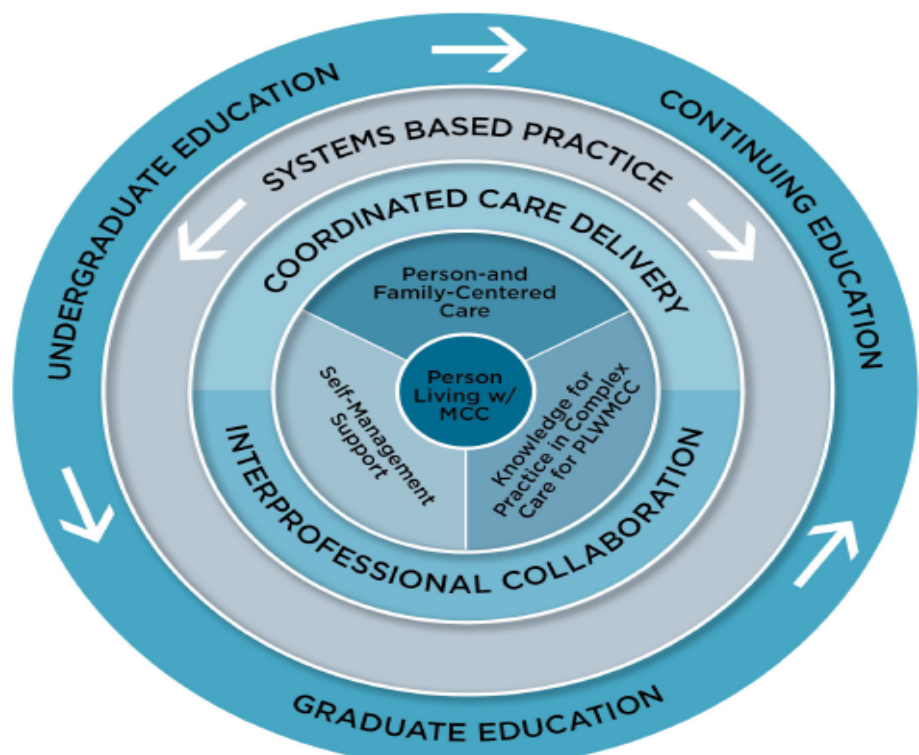 UNDERGRADUATE EDUCATION
CONTINUING EDUCATION
SYSTEMS BASED PRACTICE
COORDINATED CARE DELIVERY
Person-and
Family-Centered
Care
Person
Living w/
MCC
Self-Management
Support
Knowledge for
Practice in Complex
Care for PLWMCC
INTERPROFESSIONAL COLLABORATION
GRADUATE EDUCATION